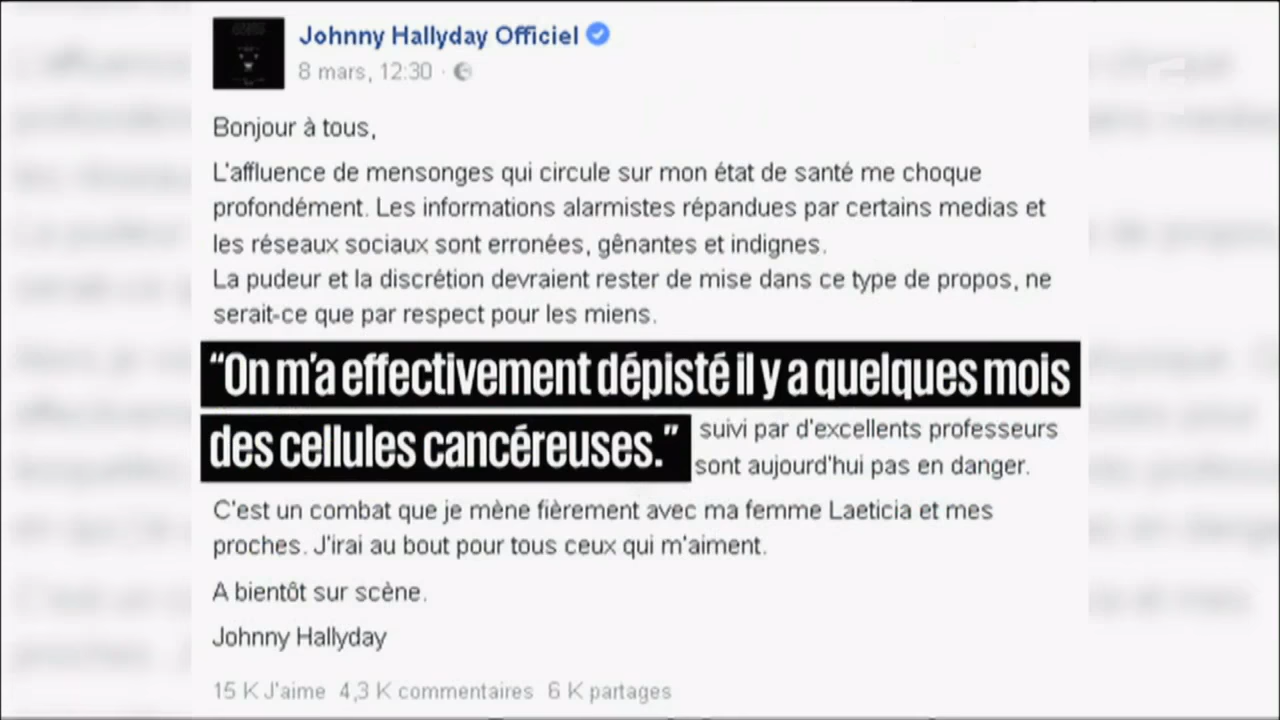 Johnny Hallyday Officiel
8 mars, 12:30 ·
Bonjour à tous,
L'affluence de mensonges qui circule sur mon état de santé me choque
profondément. Les informations alarmistes répandues par certains medias et
les réseaux sociaux sont erronées, gênantes et indignes.
La pudeur et la discrétion devraient rester de mise dans ce type de propos, ne
serait-ce que par respect pour les miens.
“On m'a effectivement dépisté il y a quelques mois
des cellules cancéreuses.”
suivi par d'excellents professeurs
sont aujourd'hui pas en danger.
C'est un combat que je mène fièrement avec ma femme Laeticia et mes
proches. J'irai au bout pour tous ceux qui m'aiment.
A bientôt sur scène.
Johnny Hallyday
15 K J'aime 4,3 K commentaires 6 K partages